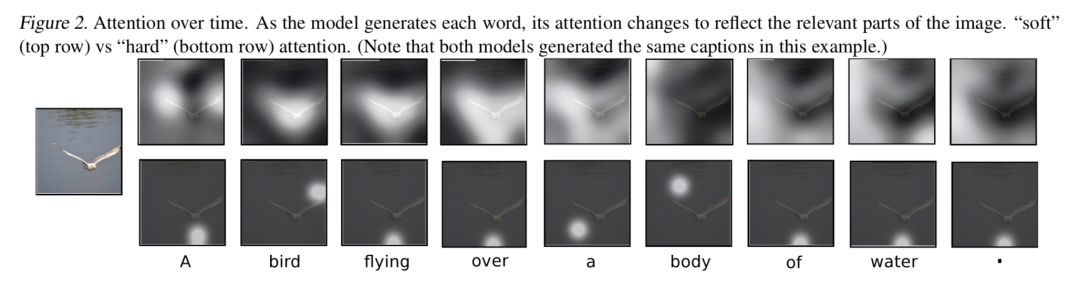 Figure 2. Attention over time. As the model generates each word, its attention changes to reflect the relevant parts of the image. “soft”
(top row) vs “hard” (bottom row) attention. (Note that both models generated the same captions in this example.)
A bird flying over a body of water .